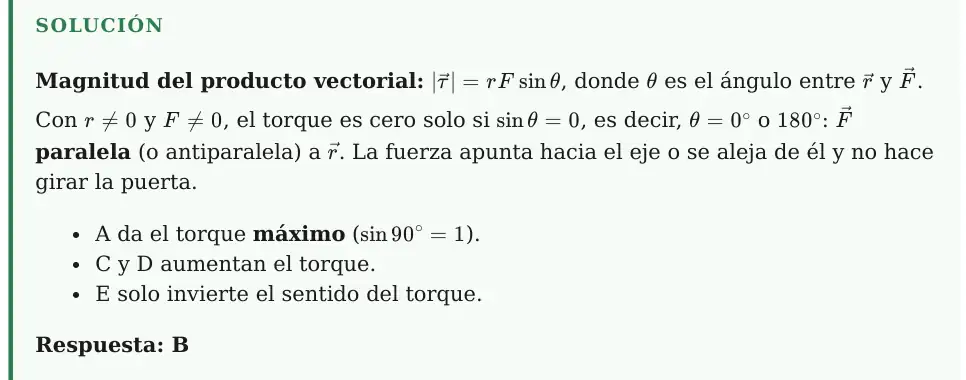 SOLUCIÓN
Magnitud del producto vectorial: |τ⃗| = rF sin θ, donde θ es el ángulo entre r⃗ y F⃗.
Con r ≠ 0 y F ≠ 0, el torque es cero solo si sin θ = 0, es decir, θ = 0° o 180°: F⃗
paralela (o antiparalela) a r⃗. La fuerza apunta hacia el eje o se aleja de él y no hace
girar la puerta.
• A da el torque máximo (sin 90° = 1).
• C y D aumentan el torque.
• E solo invierte el sentido del torque.
Respuesta: B